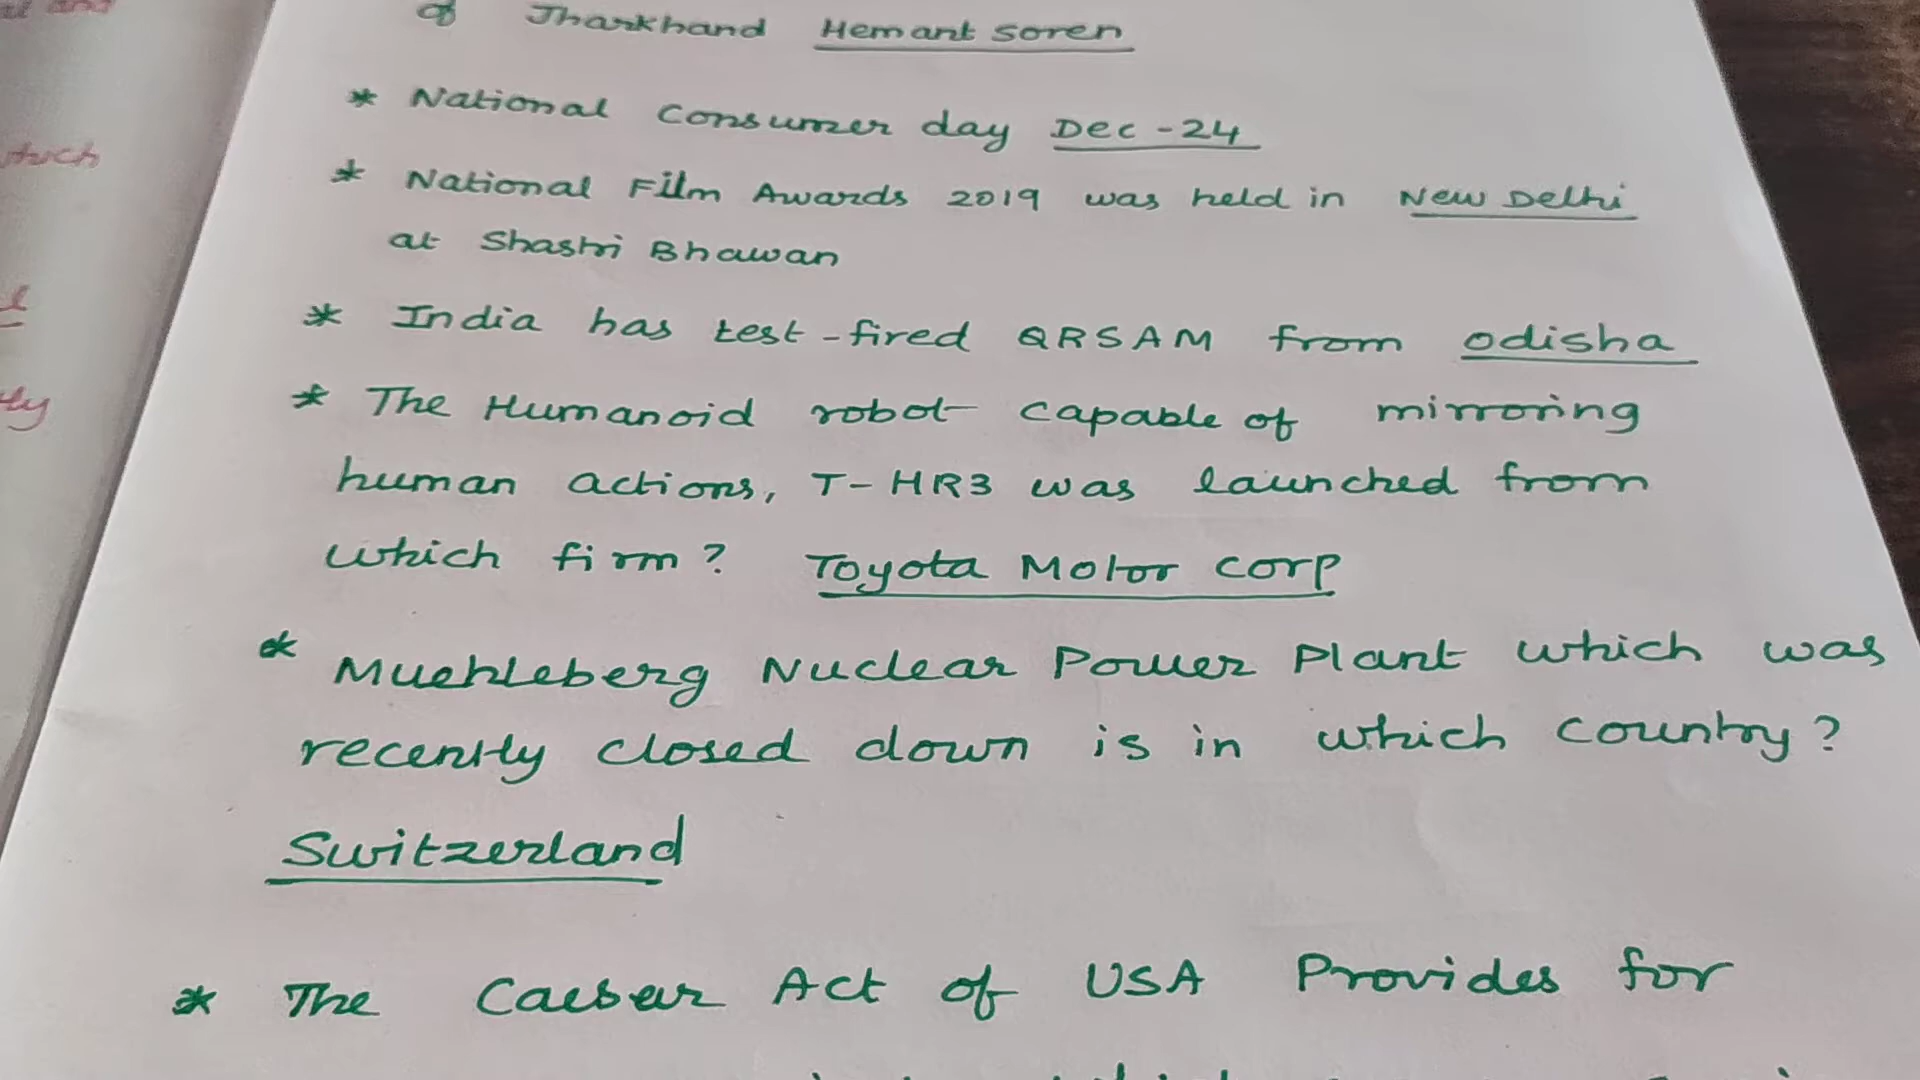 of Jharkhand Hemant Soren
* National Consumer day Dec-24
* National Film Awards 2019 was held in New Delhi
at Shastri Bhawan
* India has test-fired QRSAM from odisha
* The Humanoid robot capable of mirroring
human actions, T-HR3 was launched from
which firm? Toyota Motor corp
* Muehleberg Nuclear Power Plant which was
recently closed down is in which country?
Switzerland
* The Caesar Act of USA Provides for